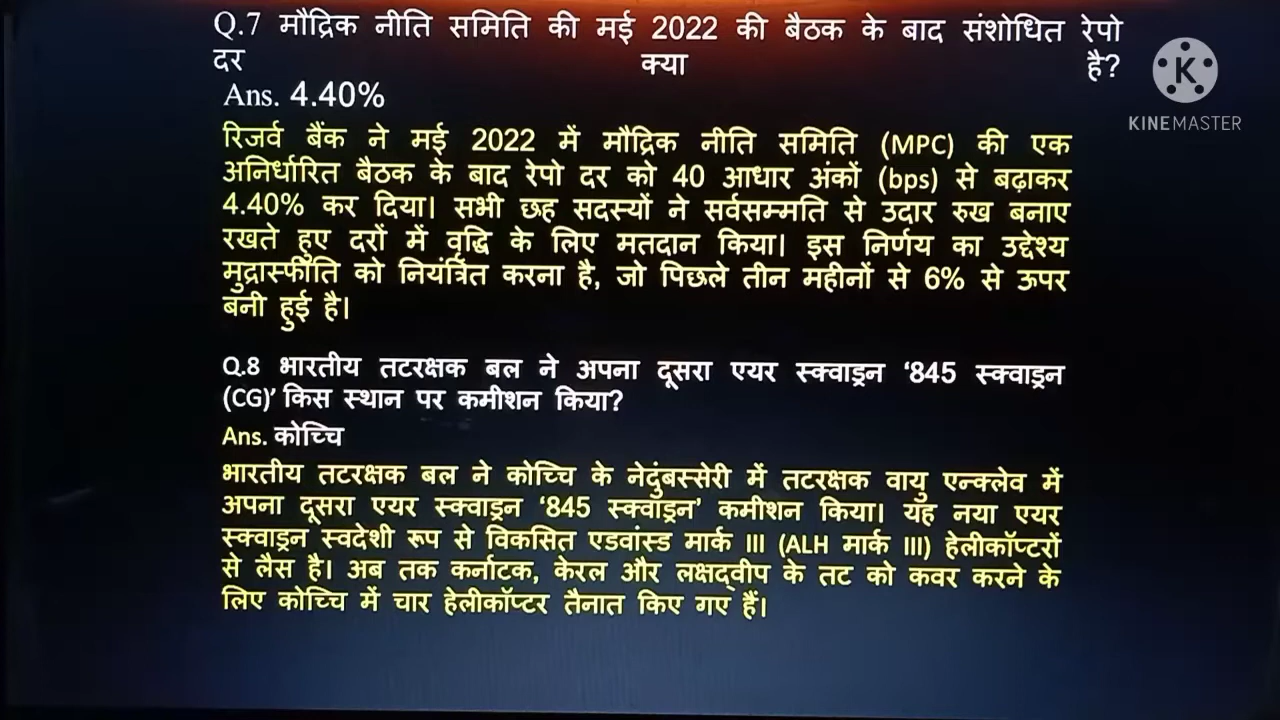 Q.7 मौद्रिक नीति समिति की मई 2022 की बैठक के बाद संशोधित रेपो
दर क्या है?
Ans. 4.40%
रिजर्व बैंक ने मई 2022 में मौद्रिक नीति समिति (MPC) की एक
अनिर्धारित बैठक के बाद रेपो दर को 40 आधार अंकों (bps) से बढ़ाकर
4.40% कर दिया। सभी छह सदस्यों ने सर्वसम्मति से उदार रुख बनाए
रखते हुए दरों में वृद्धि के लिए मतदान किया। इस निर्णय का उद्देश्य
मुद्रास्फीति को नियंत्रित करना है, जो पिछले तीन महीनों से 6% से ऊपर
बनी हुई है।
Q.8 भारतीय तटरक्षक बल ने अपना दूसरा एयर स्क्वाड्रन ‘845 स्क्वाड्रन
(CG)’ किस स्थान पर कमीशन किया?
Ans. कोच्चि
भारतीय तटरक्षक बल ने कोच्चि के नेदुंबस्सेरी में तटरक्षक वायु एन्क्लेव में
अपना दूसरा एयर स्क्वाड्रन ‘845 स्क्वाड्रन’ कमीशन किया। यह नया एयर
स्क्वाड्रन स्वदेशी रूप से विकसित एडवांस्ड मार्क III (ALH मार्क III) हेलीकॉप्टरों
से लैस है। अब तक कर्नाटक, केरल और लक्षद्वीप के तट को कवर करने के
लिए कोच्चि में चार हेलीकॉप्टर तैनात किए गए हैं।
K
KINEMASTER